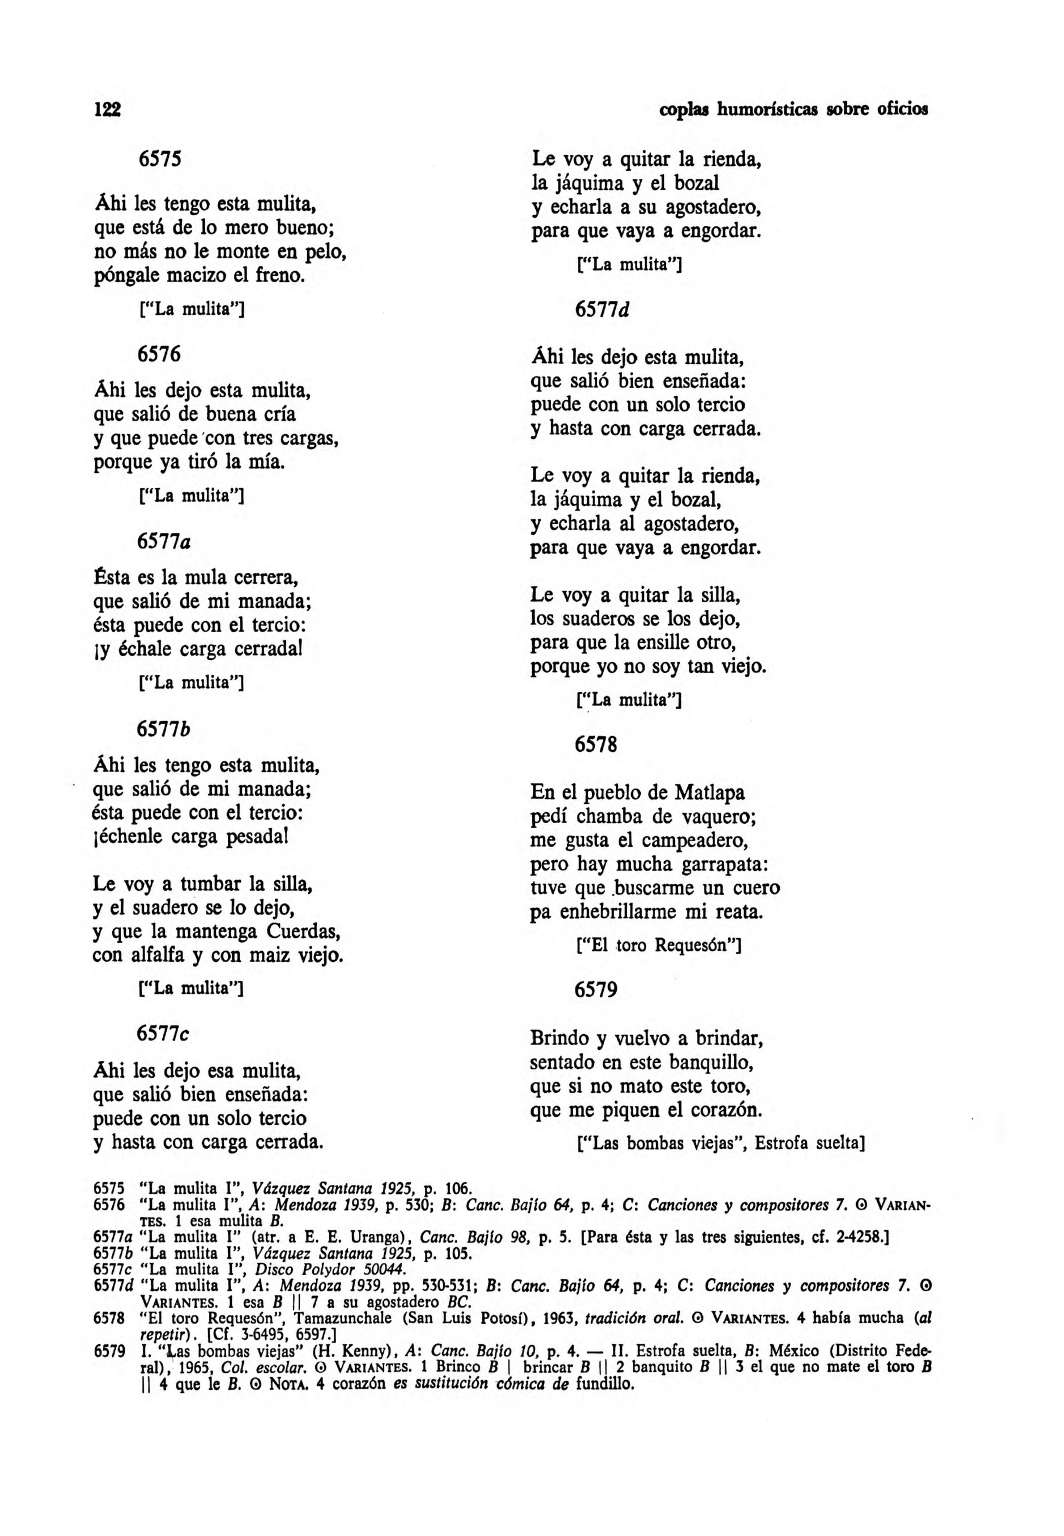 122
coplas humorísticas sobre oficios
6575
Áhi les tengo esta mulita,
que está de lo mero bueno;
no más no le monte en pelo,
póngale macizo el freno.
["La mulita"]
6576
Áhi les dejo esta mulita,
que salió de buena cría
y que puede con tres cargas,
porque ya tiró la mía.
["La mulita"]
6577a
Ésta es la mula cerrera,
que salió de mi manada;
ésta puede con el tercio:
¡y échale carga cerrada!
["La mulita"]
6577b
Áhi les tengo esta mulita,
que salió de mi manada;
ésta puede con el tercio:
¡échenle carga pesada!
Le voy a tumbar la silla,
y el suadero se lo dejo,
y que la mantenga Cuerdas,
con alfalfa y con maiz viejo.
["La mulita"]
6577c
Áhi les dejo esa mulita,
que salió bien enseñada:
puede con un solo tercio
y hasta con carga cerrada.
Le voy a quitar la rienda,
la jáquima y el bozal
y echarla a su agostadero,
para que vaya a engordar.
["La mulita"]
6577d
Áhi les dejo esta mulita,
que salió bien enseñada:
puede con un solo tercio
y hasta con carga cerrada.
Le voy a quitar la rienda,
la jáquima y el bozal,
y echarla al agostadero,
para que vaya a engordar.
Le voy a quitar la silla,
los suaderos se los dejo,
para que la ensille otro,
porque yo no soy tan viejo.
["La mulita"]
6578
En el pueblo de Matlapa
pedí chamba de vaquero;
me gusta el campeadero,
pero hay mucha garrapata:
tuve que buscarme un cuero
pa enhebrillarme mi reata.
["El toro Requesón"]
6579
Brindo y vuelvo a brindar,
sentado en este banquillo,
que si no mato este toro,
que me piquen el corazón.
["Las bombas viejas", Estrofa suelta]
6575 "La mulita I", Vázquez Santana 1925, p. 106.
6576 "La mulita I", A: Mendoza 1939, p. 530; B: Canc. Bajío 64, p. 4; C: Canciones y compositores 7. ⊙ VARIAN-
TES. 1 esa mulita B.
6577a "La mulita I" (atr. a E. E. Uranga), Canc. Bajío 98, p. 5. [Para ésta y las tres siguientes, cf. 2-4258.]
6577b "La mulita I", Vázquez Santana 1925, p. 105.
6577c "La mulita I", Disco Polydor 50044.
6577d "La mulita I", A: Mendoza 1939, pp. 530-531; B: Canc. Bajío 64, p. 4; C: Canciones y compositores 7. ⊙
VARIANTES. 1 esa B || 7 a su agostadero BC.
6578 "El toro Requesón", Tamazunchale (San Luis Potosí), 1963, tradición oral. ⊙ VARIANTES. 4 había mucha (al
repetir). [Cf. 3-6495, 6597.]
6579 I. "Las bombas viejas" (H. Kenny), A: Canc. Bajío 10, p. 4. — II. Estrofa suelta, B: México (Distrito Fede-
ral), 1965, Col. escolar. ⊙ VARIANTES. 1 Brinco B | brincar B || 2 banquito B || 3 el que no mate el toro B
|| 4 que le B. ⊙ NOTA. 4 corazón es sustitución cómica de fundillo.